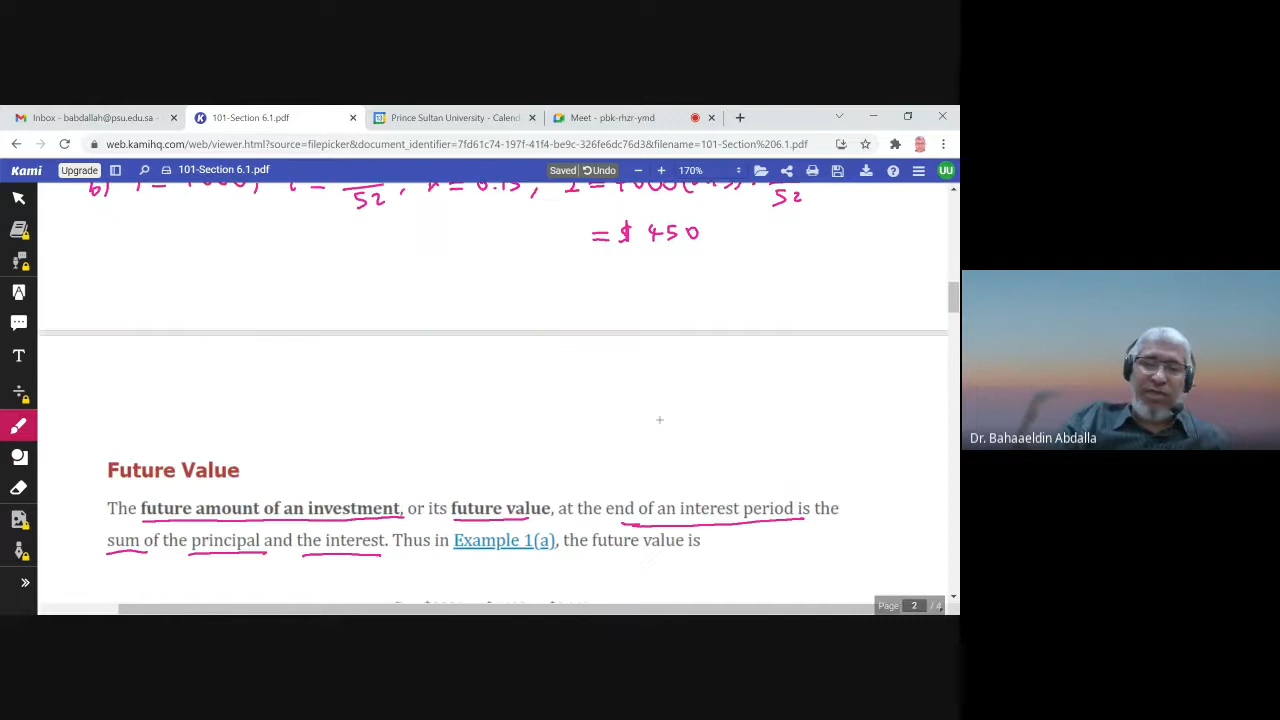 Inbox - babdallah@psu.edu.sa -
101-Section 6.1.pdf
Prince Sultan University - Calend
Meet - pbk-rhzr-ymd
web.kamihq.com/web/viewer.html?source=filepicker&document_identifier=7fd61c74-197f-41f4-be9c-326fe6dc76d3&filename=101-Section%206.1.pdf
Kami Upgrade 101-Section 6.1.pdf Saved Undo 170% UU
b)
52
52
= $ 450
Future Value
The future amount of an investment, or its future value, at the end of an interest period is the
sum of the principal and the interest. Thus in Example 1(a), the future value is
Page 2 / 4
Dr. Bahaaeldin Abdalla